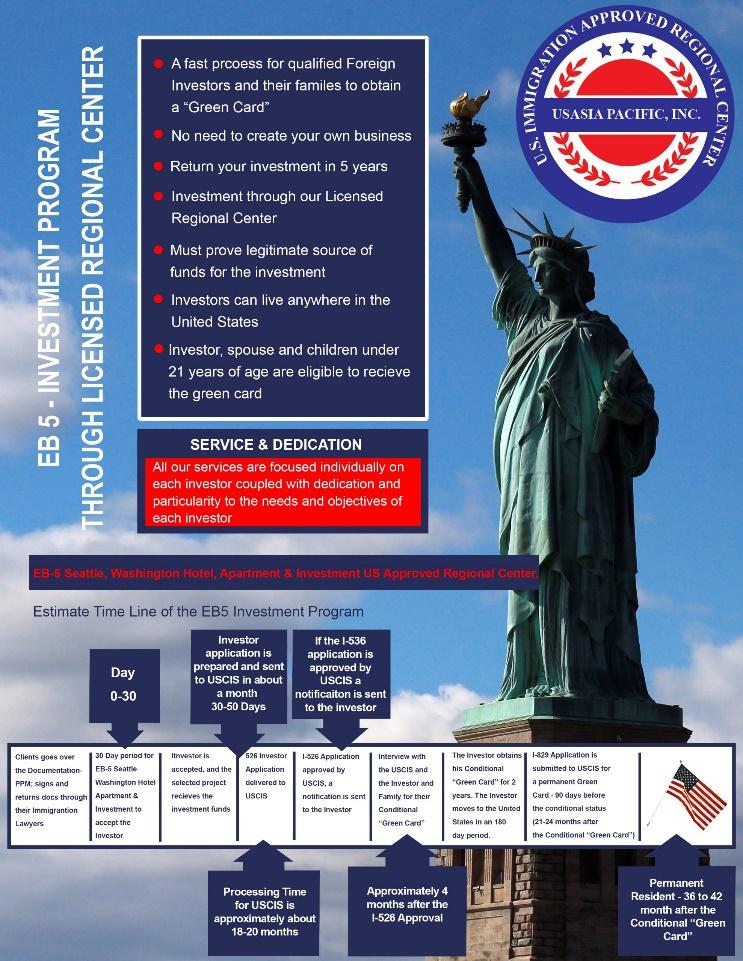 EB 5 - INVESTMENT PROGRAM
THROUGH LICENSED REGIONAL CENTER
A fast prcoess for qualified Foreign
Investors and their familes to obtain
a “Green Card”
No need to create your own business
Return your investment in 5 years
Investment through our Licensed
Regional Center
Must prove legitimate source of
funds for the investment
Investors can live anywhere in the
United States
Investor, spouse and children under
21 years of age are eligible to recieve
the green card
U.S. IMMIGRATION APPROVED REGIONAL CENTER
USASIA PACIFIC, INC.
SERVICE & DEDICATION
All our services are focused individually on
each investor coupled with dedication and
particularity to the needs and objectives of
each investor
EB-5 Seattle, Washington Hotel, Apartment & Investment US Approved Regional Center.
Estimate Time Line of the EB5 Investment Program
Day
0-30
Investor
application is
prepared and sent
to USCIS in about
a month
30-50 Days
If the I-536
application is
approved by
USCIS a
notificaiton is sent
to the investor
Clients goes over
the Documentation-
PPM; signs and
returns docs through
their Immigration
Lawyers
30 Day period for
EB-5 Seattle
Washington Hotel
Apartment &
Investment to
accept the
Investor
Itnvestor is
accepted, and the
selected project
recieves the
investment funds
526 Investor
Application
delivered to
USCIS
I-526 Application
approved by
USCIS, a
notification is sent
to the Investor
Interview with
the USCIS and
the Investor and
Family for their
Conditional
“Green Card”
The Investor obtains
his Conditional
“Green Card” for 2
years. The Investor
moves to the United
States in an 180
day period.
I-829 Application is
submitted to USCIS for
a permanent Green
Card - 90 days before
the conditional status
(21-24 months after
the Conditional “Green Card”)
Processing Time
for USCIS is
approximately about
18-20 months
Approximately 4
months after the
I-526 Approval
Permanent
Resident - 36 to 42
month after the
Conditional “Green
Card”